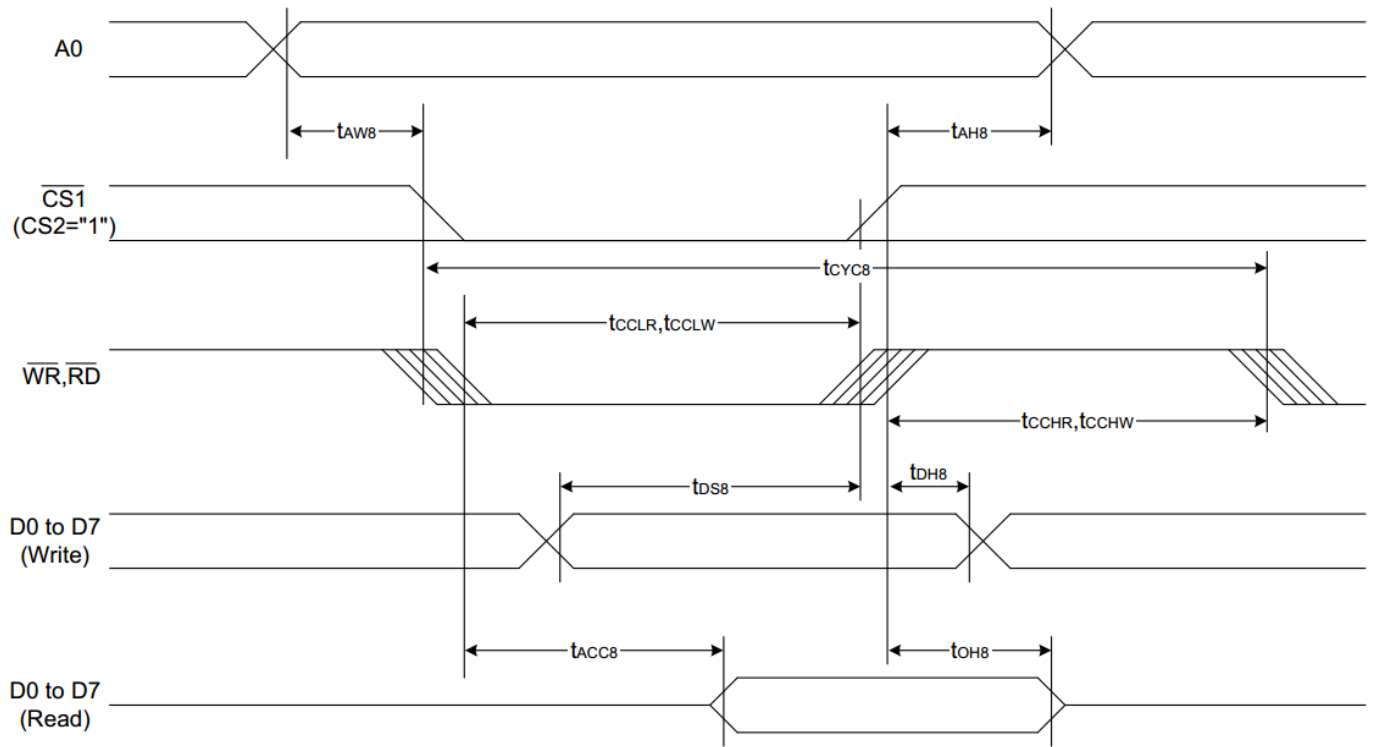 A0
tAW8
tAH8
CS1
(CS2="1")
tCYC8
tCCLR,tCCLW
WR,RD
tCCHR,tCCHW
tDS8
tDH8
D0 to D7
(Write)
tACC8
tOH8
D0 to D7
(Read)